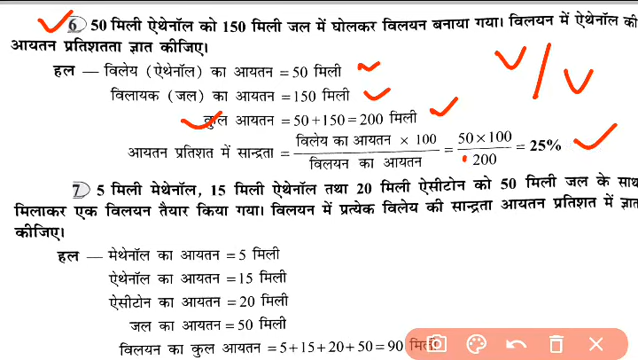 6 50 मिली ऐथेनॉल को 150 मिली जल में घोलकर विलयन बनाया गया। विलयन में ऐथेनॉल की
आयतन प्रतिशतता ज्ञात कीजिए।
हल — विलेय (ऐथेनॉल) का आयतन = 50 मिली
विलायक (जल) का आयतन = 150 मिली
कुल आयतन = 50 + 150 = 200 मिली
आयतन प्रतिशत में सान्द्रता = विलेय का आयतन × 100 / विलयन का आयतन = 50 × 100 / 200 = 25%
V/V
7 5 मिली मेथेनॉल, 15 मिली ऐथेनॉल तथा 20 मिली ऐसीटोन को 50 मिली जल के साथ
मिलाकर एक विलयन तैयार किया गया। विलयन में प्रत्येक विलेय की सान्द्रता आयतन प्रतिशत में ज्ञात
कीजिए।
हल — मेथेनॉल का आयतन = 5 मिली
ऐथेनॉल का आयतन = 15 मिली
ऐसीटोन का आयतन = 20 मिली
जल का आयतन = 50 मिली
विलयन का कुल आयतन = 5 + 15 + 20 + 50 = 90 मिली